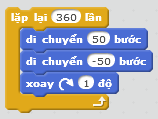 lặp lại 360 lần
di chuyển 50 bước
di chuyển -50 bước
xoay 1 độ